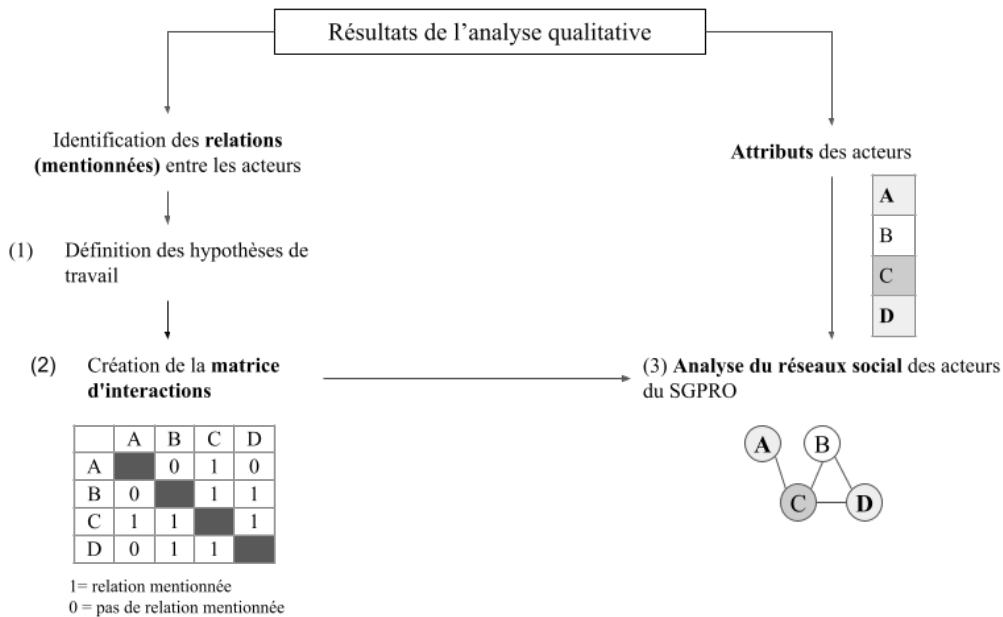 Résultats de l'analyse qualitative
Identification des relations
(mentionnées) entre les acteurs
(1) Définition des hypothèses de
travail
(2) Création de la matrice
d'interactions
A B C D
A 0 1 0
B 0 1 1
C 1 1 1
D 0 1 1
1= relation mentionnée
0 = pas de relation mentionnée
Attributs des acteurs
A
B
C
D
(3) Analyse du réseaux social des acteurs
du SGPRO
A B
C D